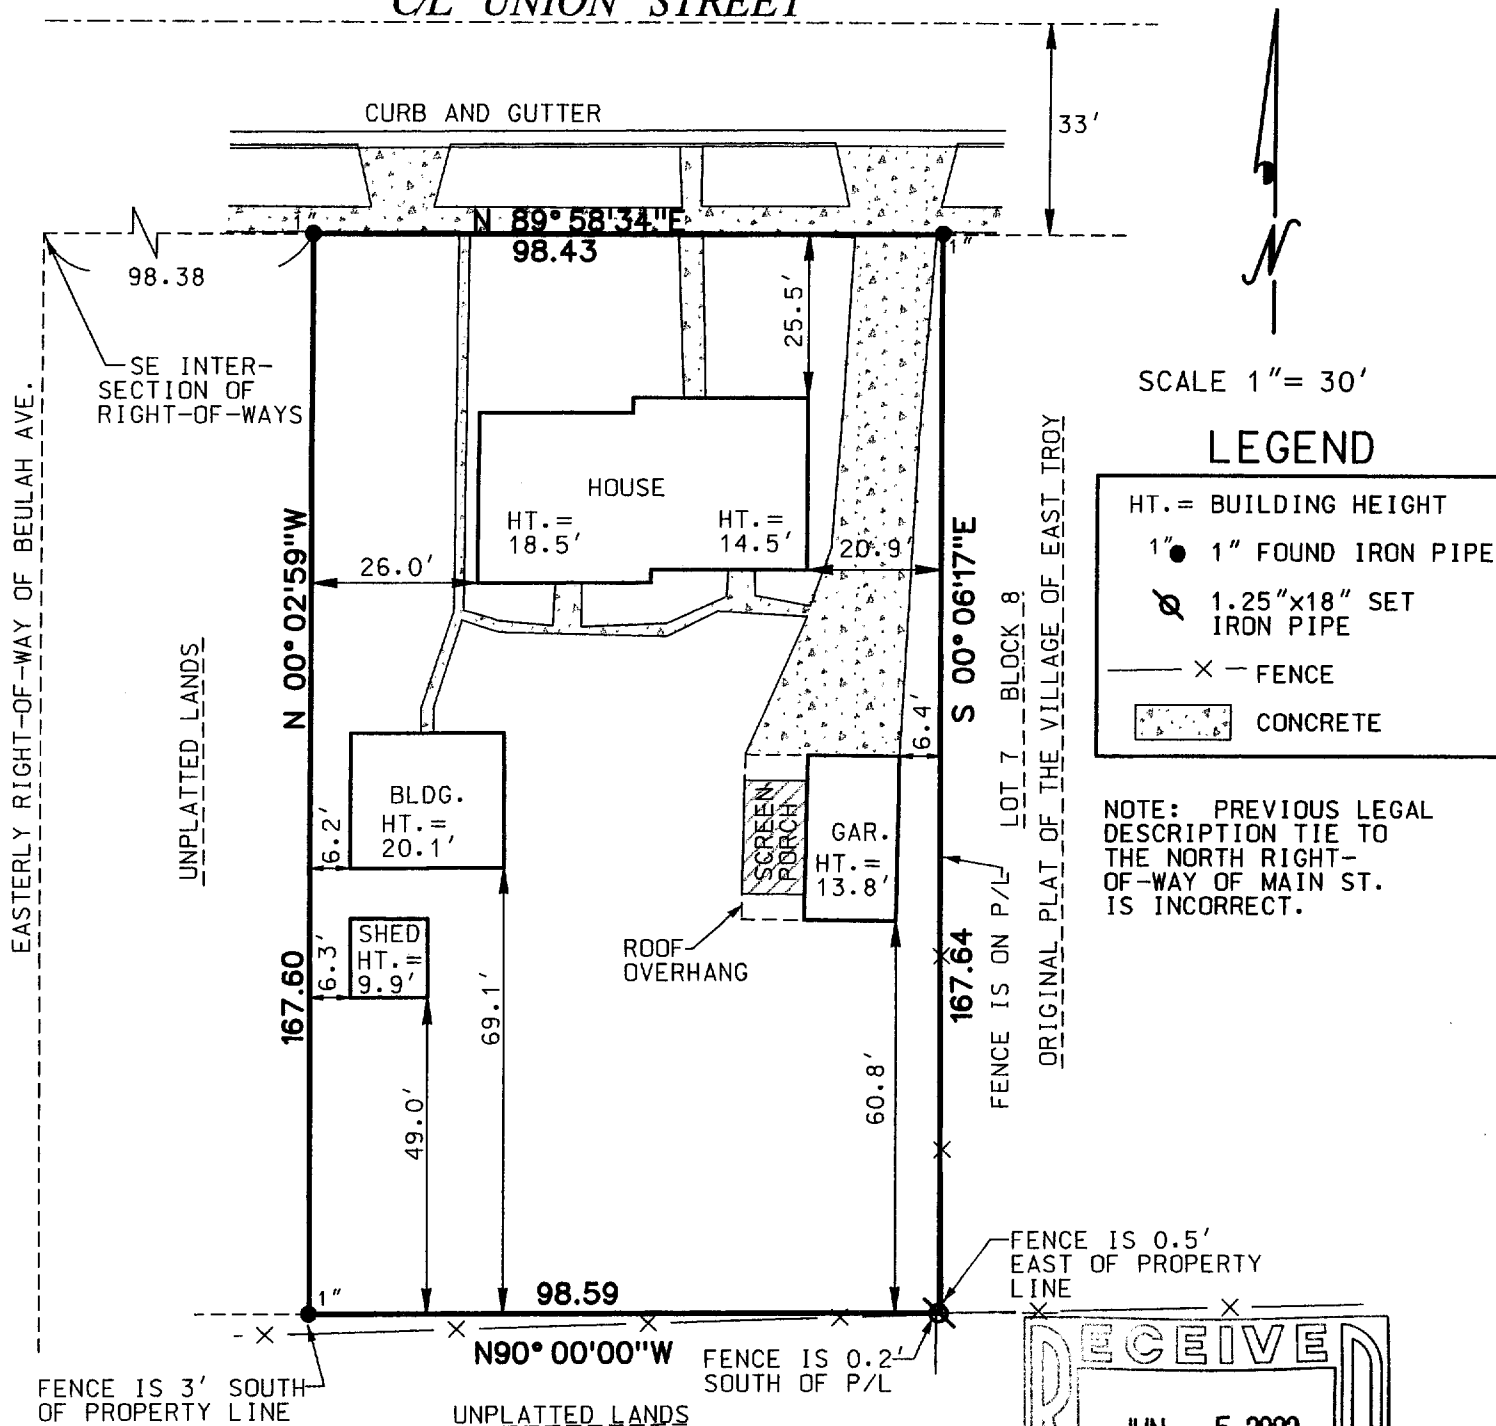 C/L UNION STREET
CURB AND GUTTER
33'
1"
N 89° 58'34"E
98.43
1"
98.38
SE INTER-
SECTION OF
RIGHT-OF-WAYS
25.5'
N
SCALE 1"= 30'
LEGEND
HT.= BUILDING HEIGHT
1" 1" FOUND IRON PIPE
1.25"x18" SET
IRON PIPE
X FENCE
CONCRETE
NOTE: PREVIOUS LEGAL
DESCRIPTION TIE TO
THE NORTH RIGHT-
OF-WAY OF MAIN ST.
IS INCORRECT.
EASTERLY RIGHT-OF-WAY OF BEULAH AVE.
UNPLATTED LANDS
N 00° 02'59"W
167.60
HOUSE
HT.=
18.5'
HT.=
14.5'
26.0'
20.9'
S 00° 06'17"E
167.64
LOT 7 BLOCK 8
ORIGINAL PLAT OF THE VILLAGE OF EAST TROY
FENCE IS ON P/L
6.4'
BLDG.
HT.=
20.1'
6.2'
SCREEN
PORCH
GAR.
HT.=
13.8'
SHED
HT.=
9.9'
6.3'
ROOF
OVERHANG
69.1'
49.0'
60.8'
FENCE IS 0.5'
EAST OF PROPERTY
LINE
1"
98.59
N90° 00'00"W
FENCE IS 0.2'
SOUTH OF P/L
FENCE IS 3' SOUTH
OF PROPERTY LINE
UNPLATTED LANDS
RECEIVED
JUN 5 2000